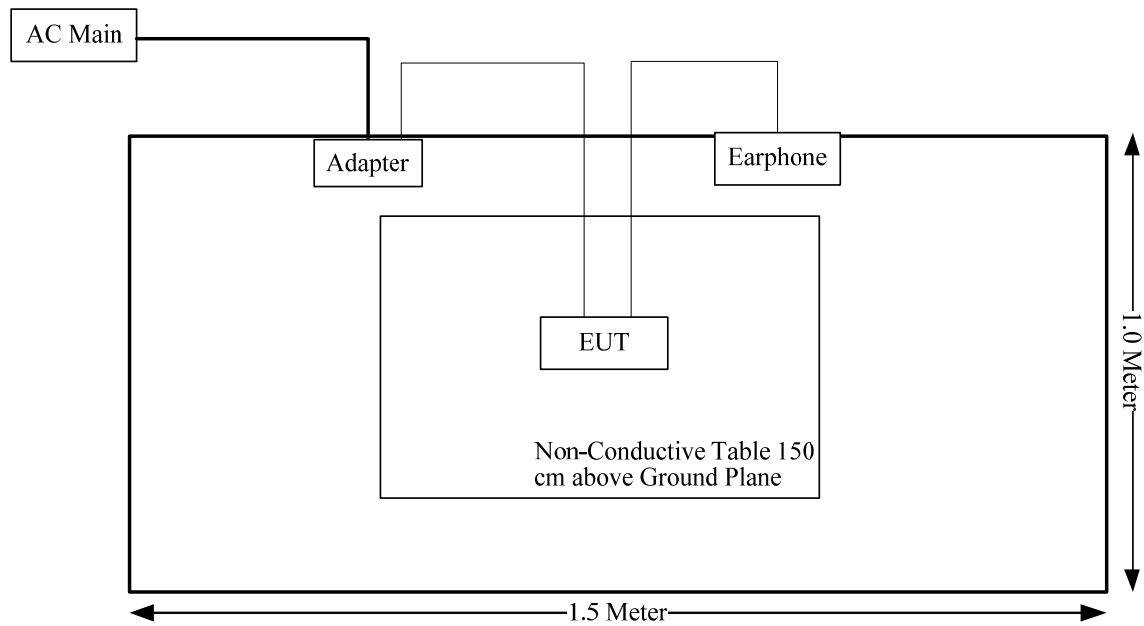 AC Main
Adapter
Earphone
EUT
Non-Conductive Table 150
cm above Ground Plane
1.0 Meter
1.5 Meter